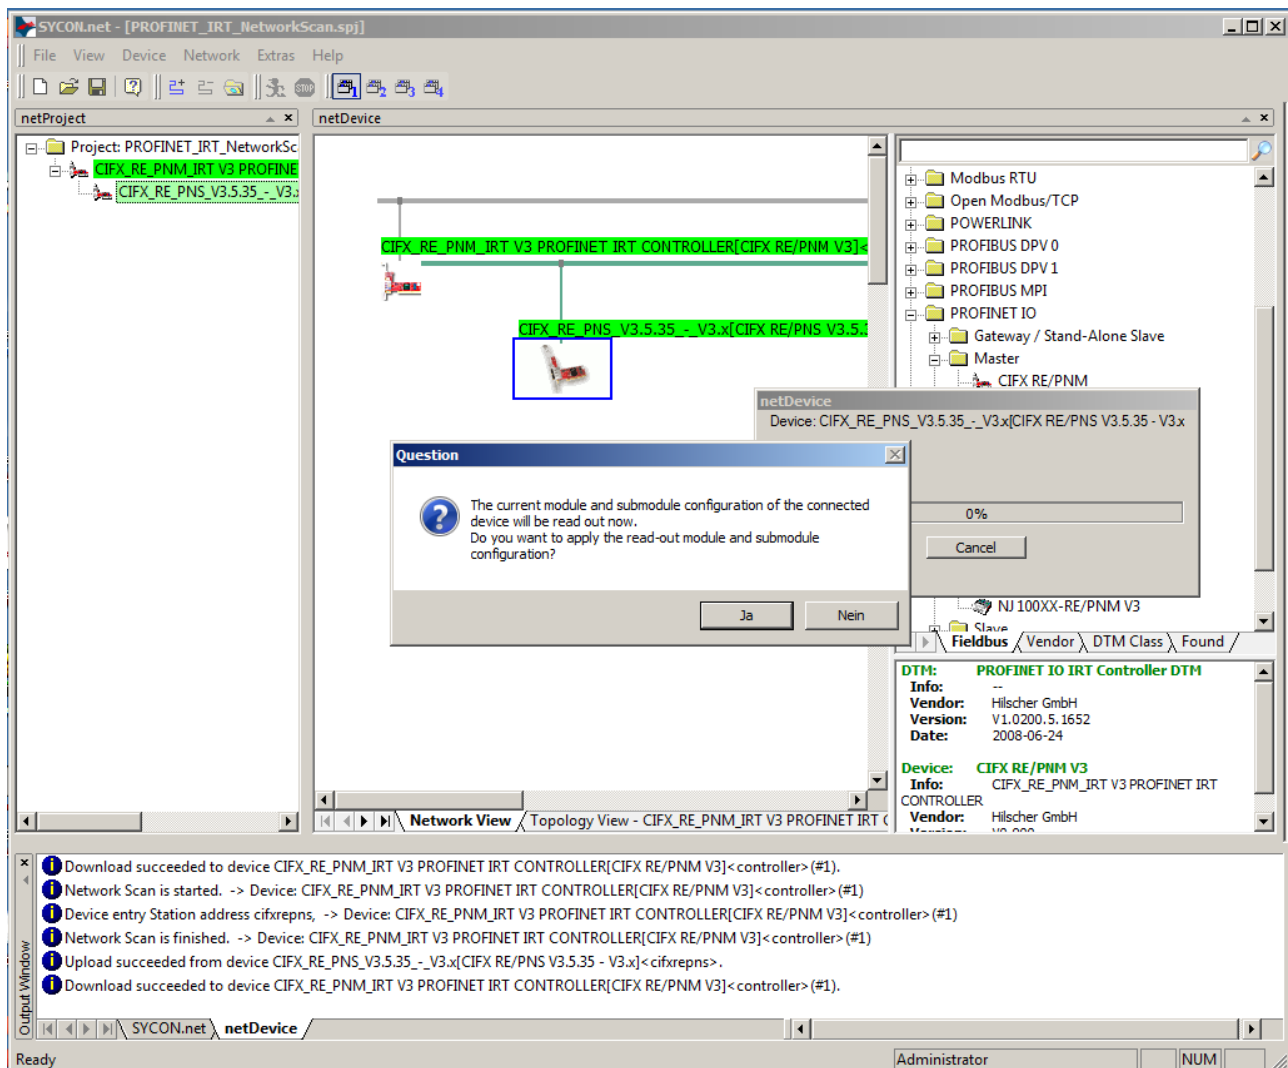 SYCON.net - [PROFINET_IRT_NetworkScan.spj]
File View Device Network Extras Help
STOP 1 2 3 4
netProject
netDevice
Project: PROFINET_IRT_NetworkSc
CIFX_RE_PNM_IRT V3 PROFINE
CIFX_RE_PNS_V3.5.35_-_V3.
CIFX_RE_PNM_IRT V3 PROFINET IRT CONTROLLER[CIFX RE/PNM V3]<
CIFX_RE_PNS_V3.5.35_-_V3.x[CIFX RE/PNS V3.5.3
Modbus RTU
Open Modbus/TCP
POWERLINK
PROFIBUS DPV 0
PROFIBUS DPV 1
PROFIBUS MPI
PROFINET IO
Gateway / Stand-Alone Slave
Master
CIFX RE/PNM
netDevice
Device: CIFX_RE_PNS_V3.5.35_-_V3.x[CIFX RE/PNS V3.5.35 - V3.x
0%
Cancel
Question
The current module and submodule configuration of the connected
device will be read out now.
Do you want to apply the read-out module and submodule
configuration?
Ja Nein
NJ 100XX-RE/PNM V3
Slave
Fieldbus Vendor DTM Class Found
DTM: PROFINET IO IRT Controller DTM
Info: --
Vendor: Hilscher GmbH
Version: V1.0200.5.1652
Date: 2008-06-24
Device: CIFX RE/PNM V3
Info: CIFX_RE_PNM_IRT V3 PROFINET IRT
CONTROLLER
Vendor: Hilscher GmbH
Network View Topology View - CIFX_RE_PNM_IRT V3 PROFINET IRT C
Download succeeded to device CIFX_RE_PNM_IRT V3 PROFINET IRT CONTROLLER[CIFX RE/PNM V3]<controller>(#1).
Network Scan is started. -> Device: CIFX_RE_PNM_IRT V3 PROFINET IRT CONTROLLER[CIFX RE/PNM V3]<controller>(#1)
Device entry Station address cifxrepns, -> Device: CIFX_RE_PNM_IRT V3 PROFINET IRT CONTROLLER[CIFX RE/PNM V3]<controller>(#1)
Network Scan is finished. -> Device: CIFX_RE_PNM_IRT V3 PROFINET IRT CONTROLLER[CIFX RE/PNM V3]<controller>(#1)
Upload succeeded from device CIFX_RE_PNS_V3.5.35_-_V3.x[CIFX RE/PNS V3.5.35 - V3.x]<cifxrepns>.
Download succeeded to device CIFX_RE_PNM_IRT V3 PROFINET IRT CONTROLLER[CIFX RE/PNM V3]<controller>(#1).
Output Window
SYCON.net netDevice
Ready Administrator NUM